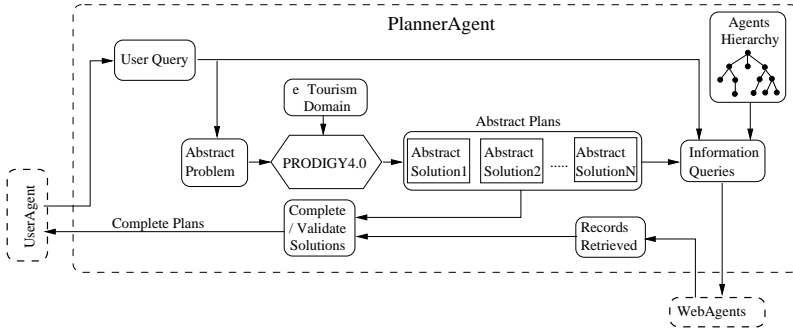 PlannerAgent
Agents
Hierarchy
User Query
e Tourism
Domain
Abstract Plans
Abstract
Problem
PRODIGY4.0
Abstract
Solution1
Abstract
Solution2
.....
Abstract
SolutionN
Information
Queries
UserAgent
Complete Plans
Complete
/ Validate
Solutions
Records
Retrieved
WebAgents